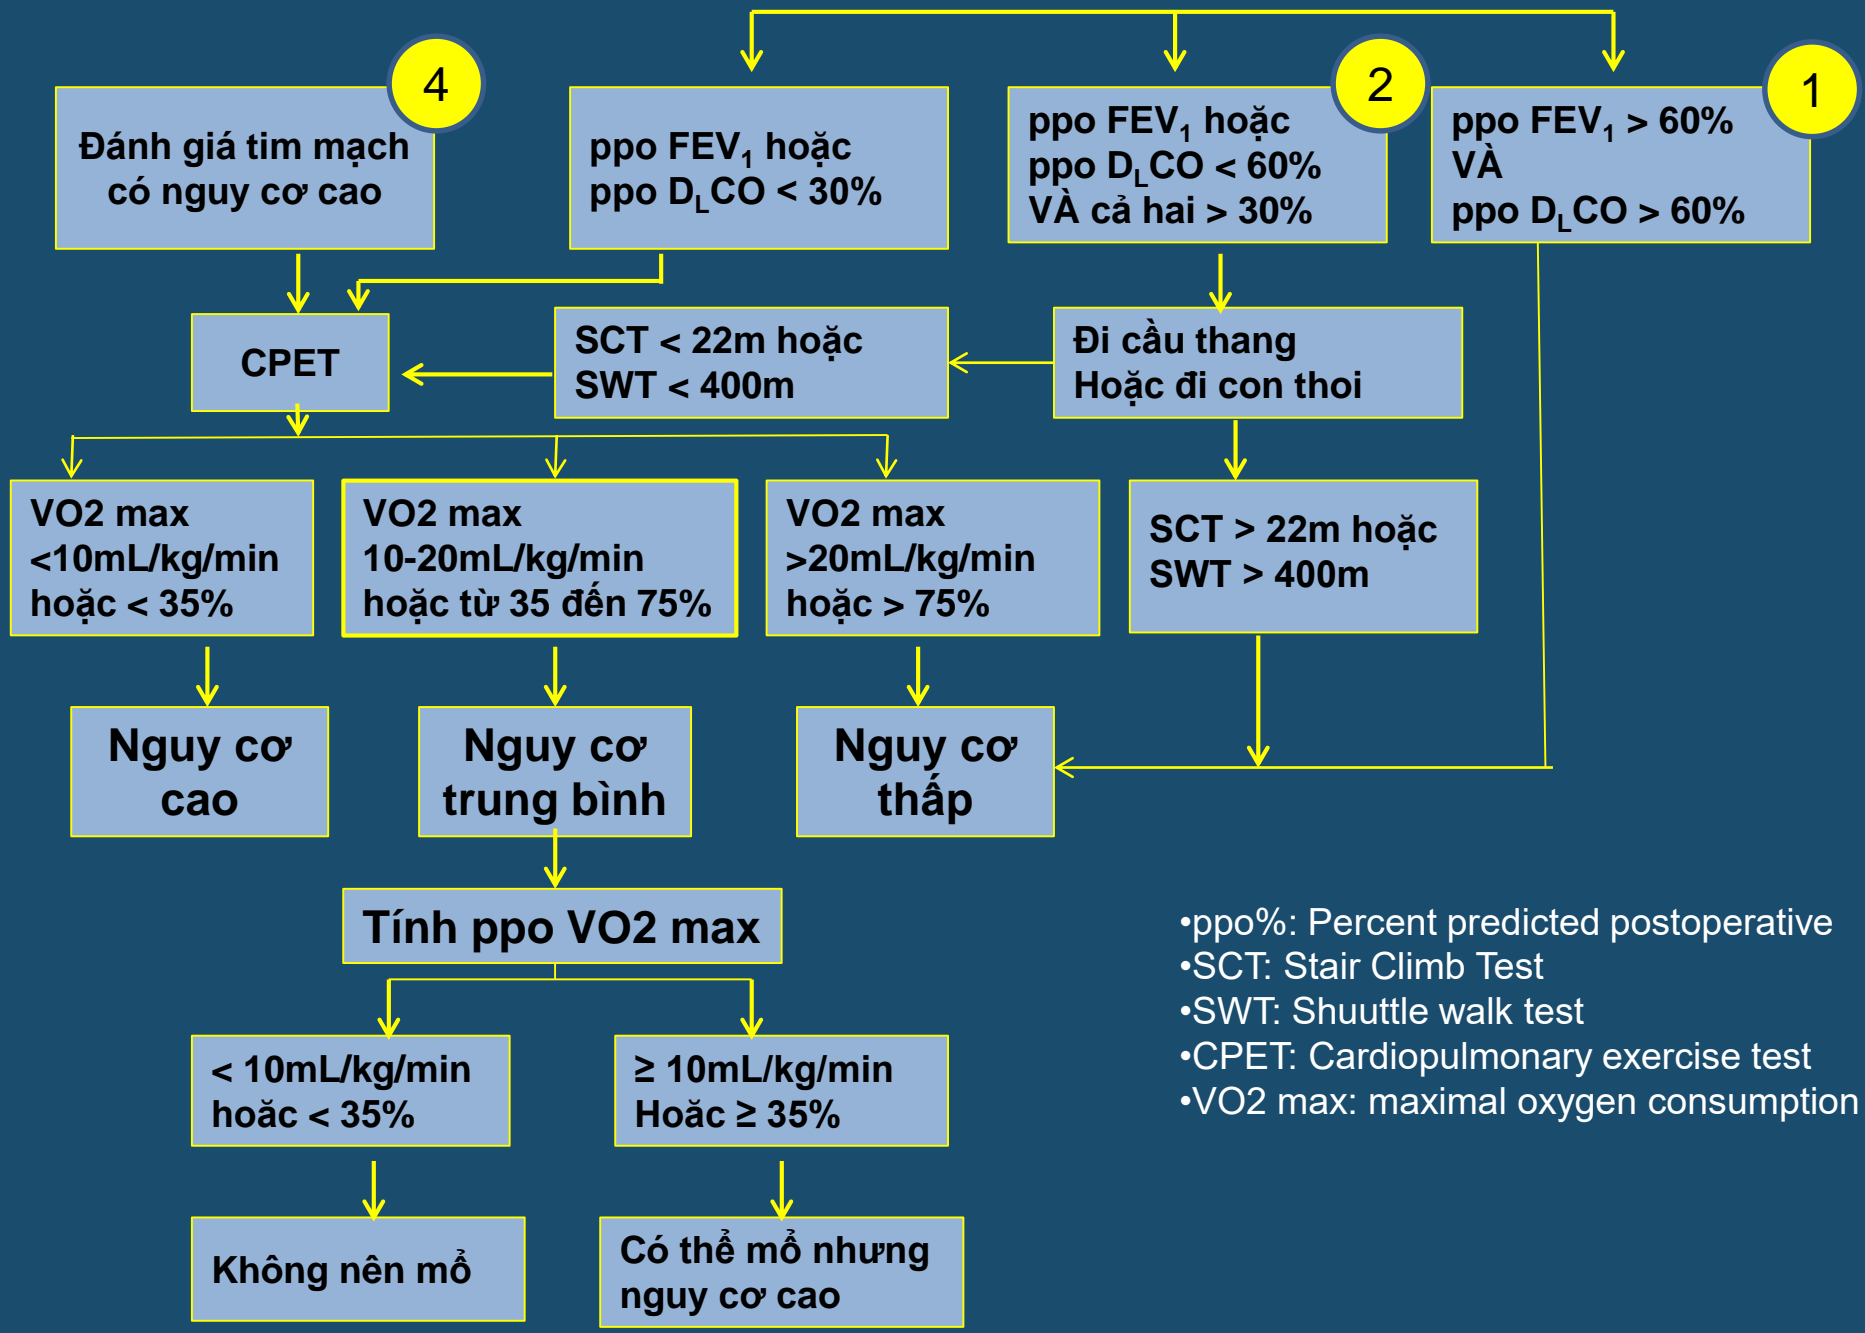 4
Đánh giá tim mạch
có nguy cơ cao
ppo FEV₁ hoặc
ppo DLCO < 30%
2
ppo FEV₁ hoặc
ppo DLCO < 60%
VÀ cả hai > 30%
1
ppo FEV₁ > 60%
VÀ
ppo DLCO > 60%
CPET
SCT < 22m hoặc
SWT < 400m
Đi cầu thang
Hoặc đi con thoi
VO2 max
<10mL/kg/min
hoặc < 35%
VO2 max
10-20mL/kg/min
hoặc từ 35 đến 75%
VO2 max
>20mL/kg/min
hoặc > 75%
SCT > 22m hoặc
SWT > 400m
Nguy cơ
cao
Nguy cơ
trung bình
Nguy cơ
thấp
Tính ppo VO2 max
< 10mL/kg/min
hoăc < 35%
≥ 10mL/kg/min
Hoăc ≥ 35%
Không nên mổ
Có thể mổ nhưng
nguy cơ cao
•ppo%: Percent predicted postoperative
•SCT: Stair Climb Test
•SWT: Shuuttle walk test
•CPET: Cardiopulmonary exercise test
•VO2 max: maximal oxygen consumption